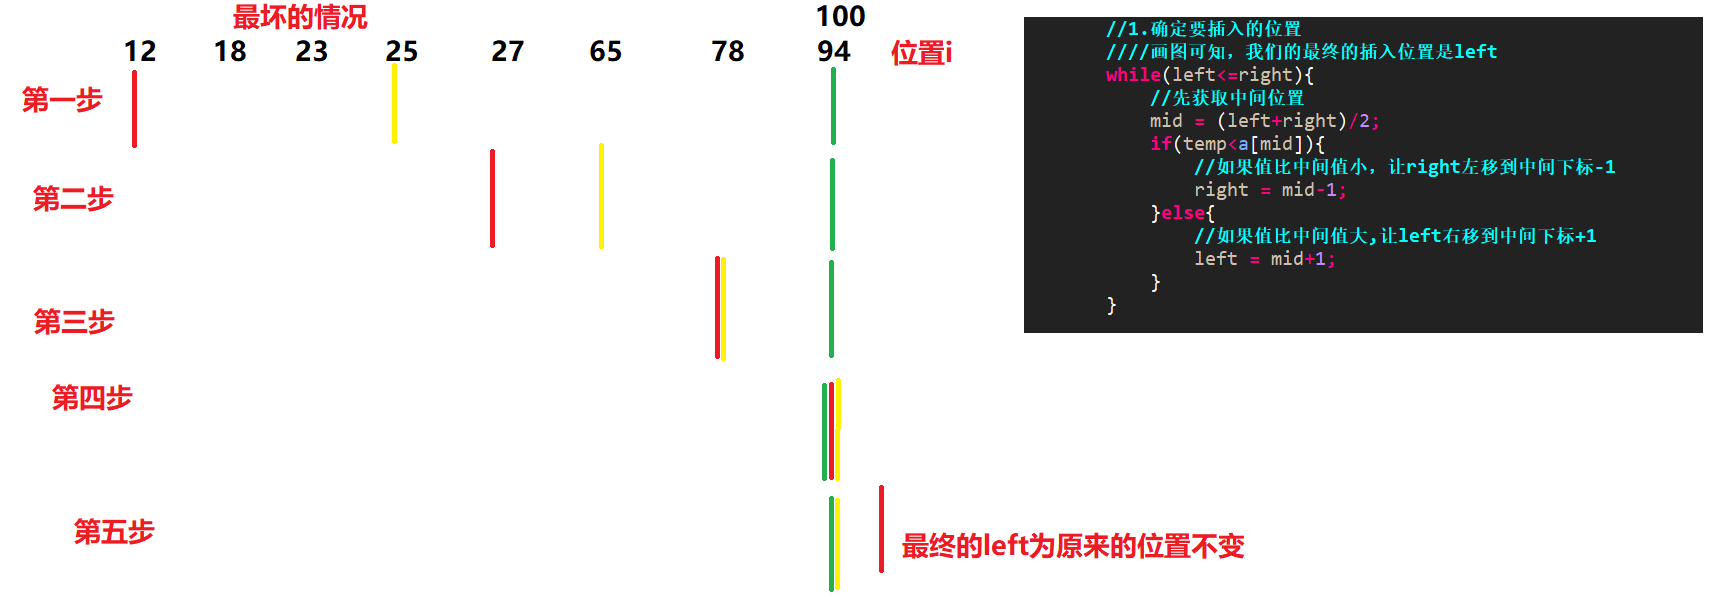 最坏的情况
100
12 18 23 25 27 65 78 94 位置i
第一步
第二步
第三步
第四步
第五步
最终的left为原来的位置不变
//1.确定要插入的位置
////画图可知，我们的最终的插入位置是left
while(left<=right){
//先获取中间位置
mid = (left+right)/2;
if(temp<a[mid]){
//如果值比中间值小，让right左移到中间下标-1
right = mid-1;
}else{
//如果值比中间值大,让left右移到中间下标+1
left = mid+1;
}
}